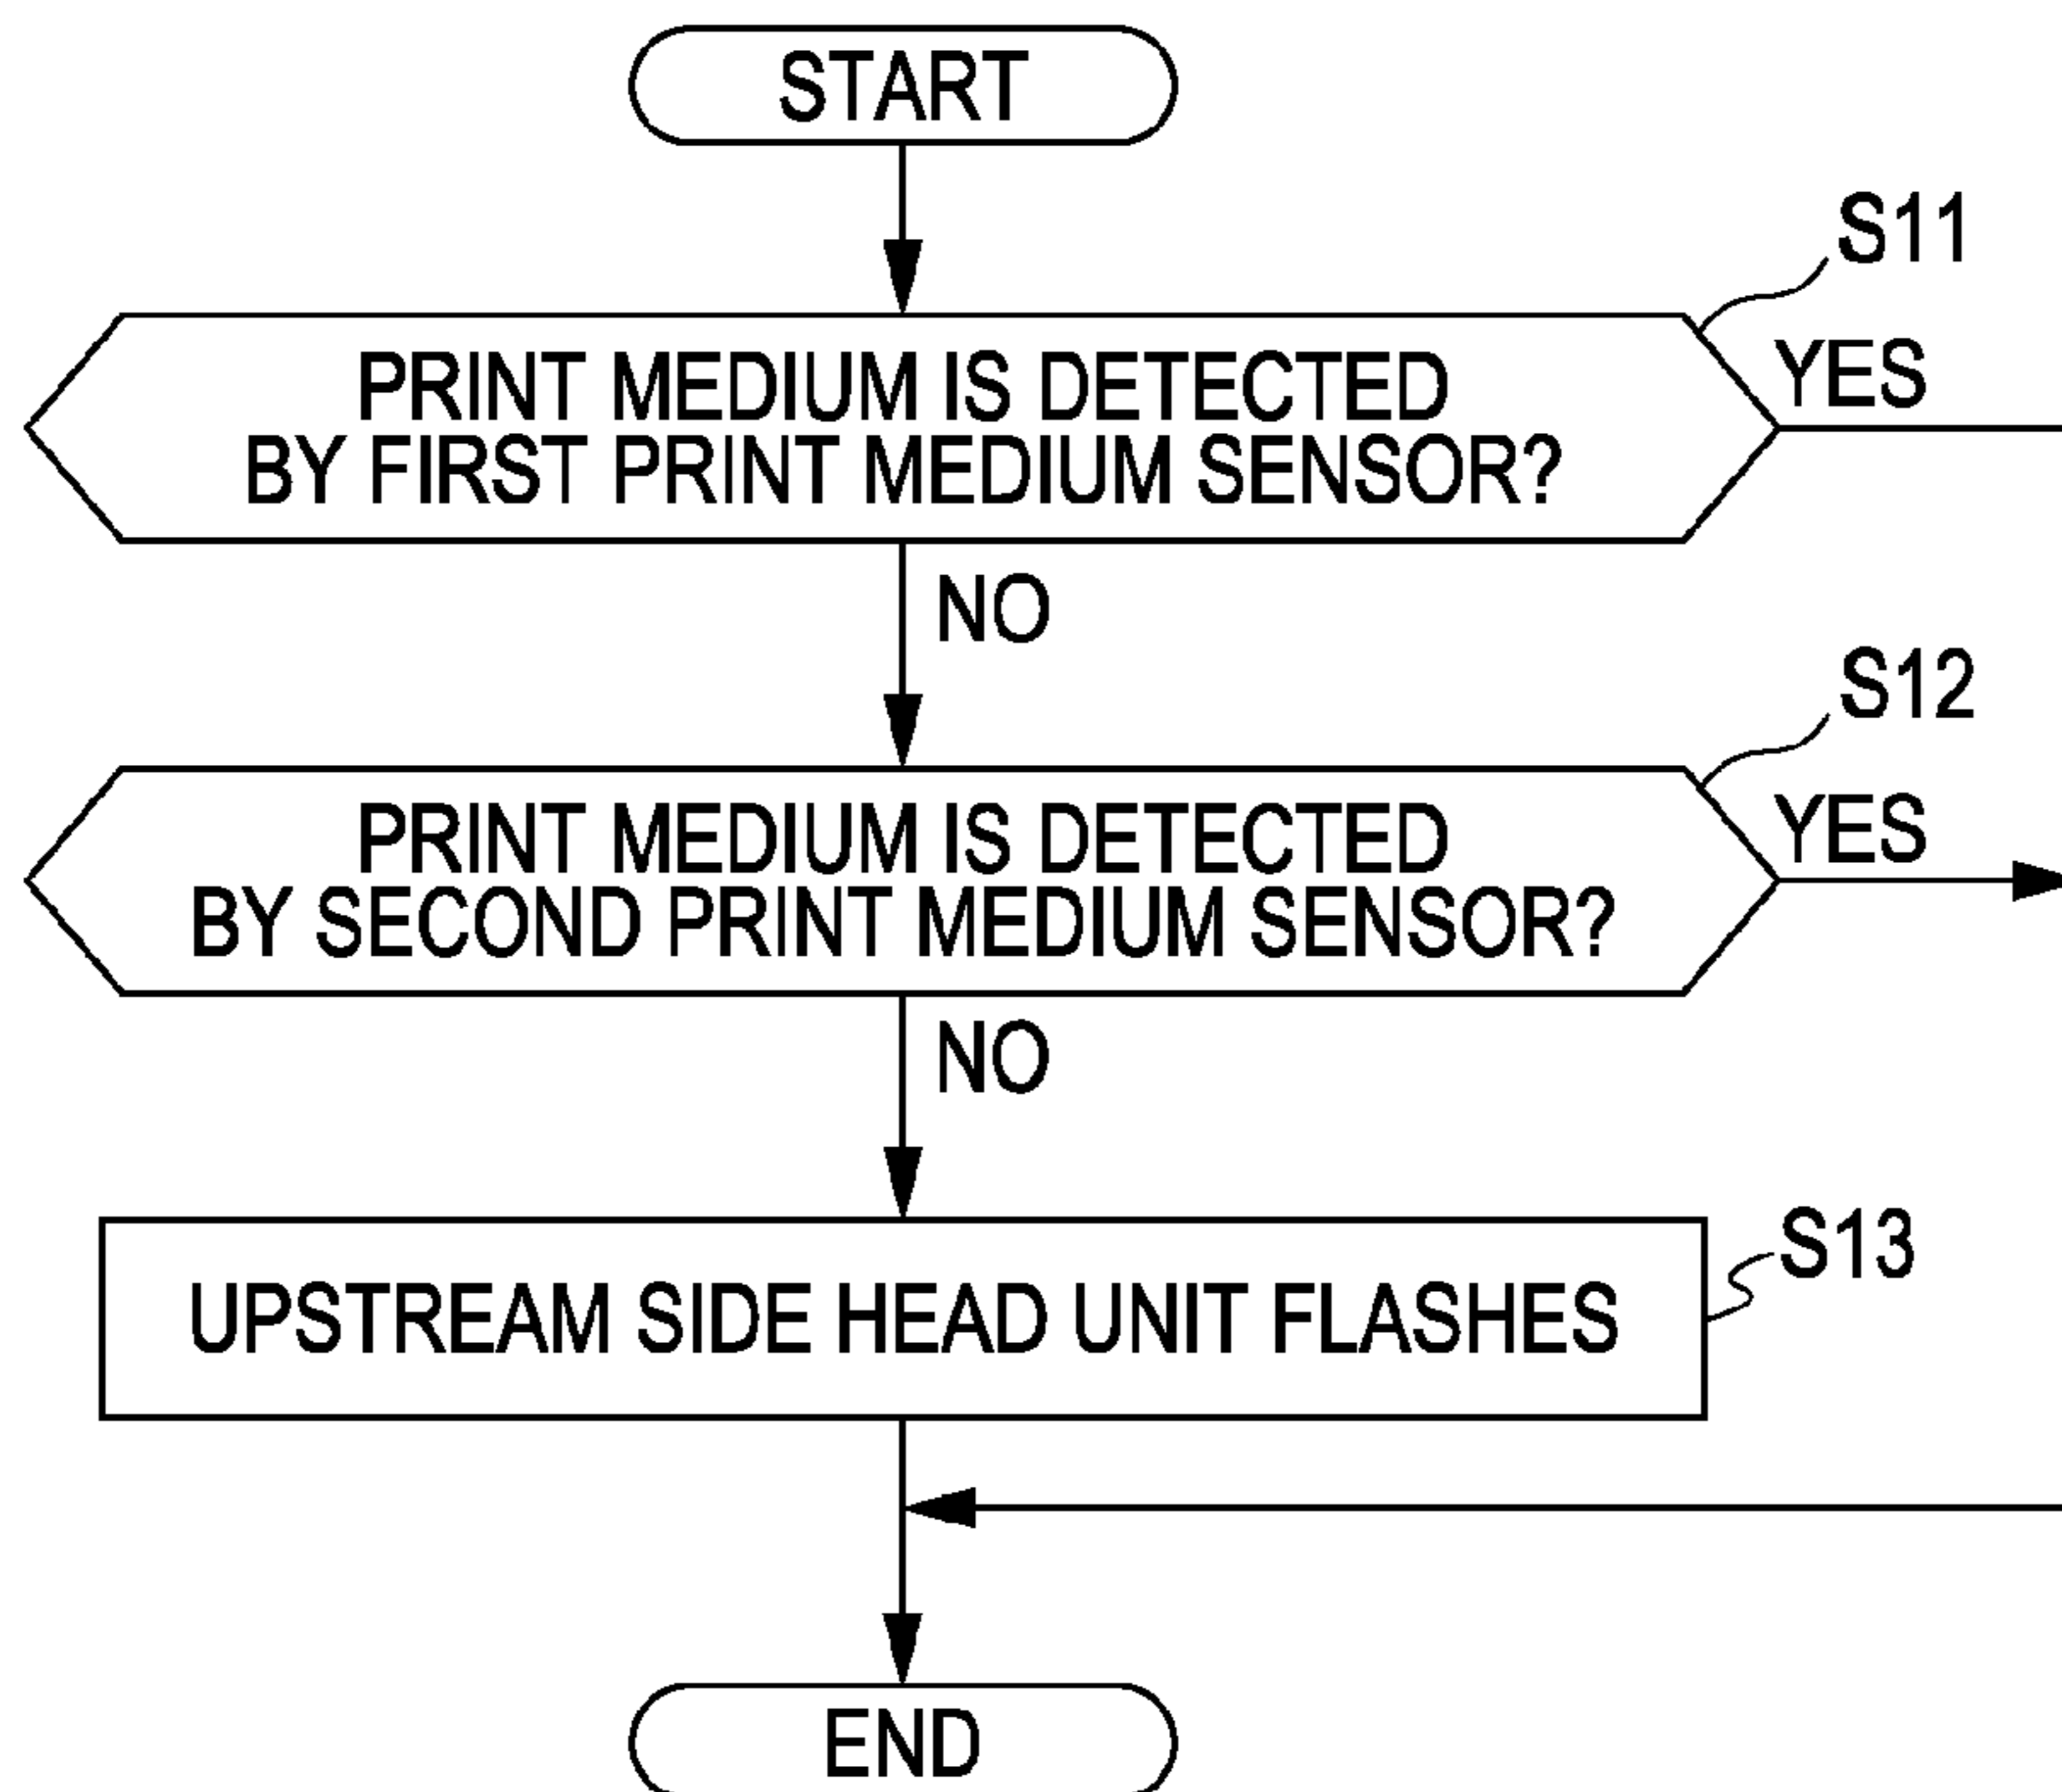 START
S11
PRINT MEDIUM IS DETECTED
BY FIRST PRINT MEDIUM SENSOR?
YES
NO
S12
PRINT MEDIUM IS DETECTED
BY SECOND PRINT MEDIUM SENSOR?
YES
NO
S13
UPSTREAM SIDE HEAD UNIT FLASHES
END